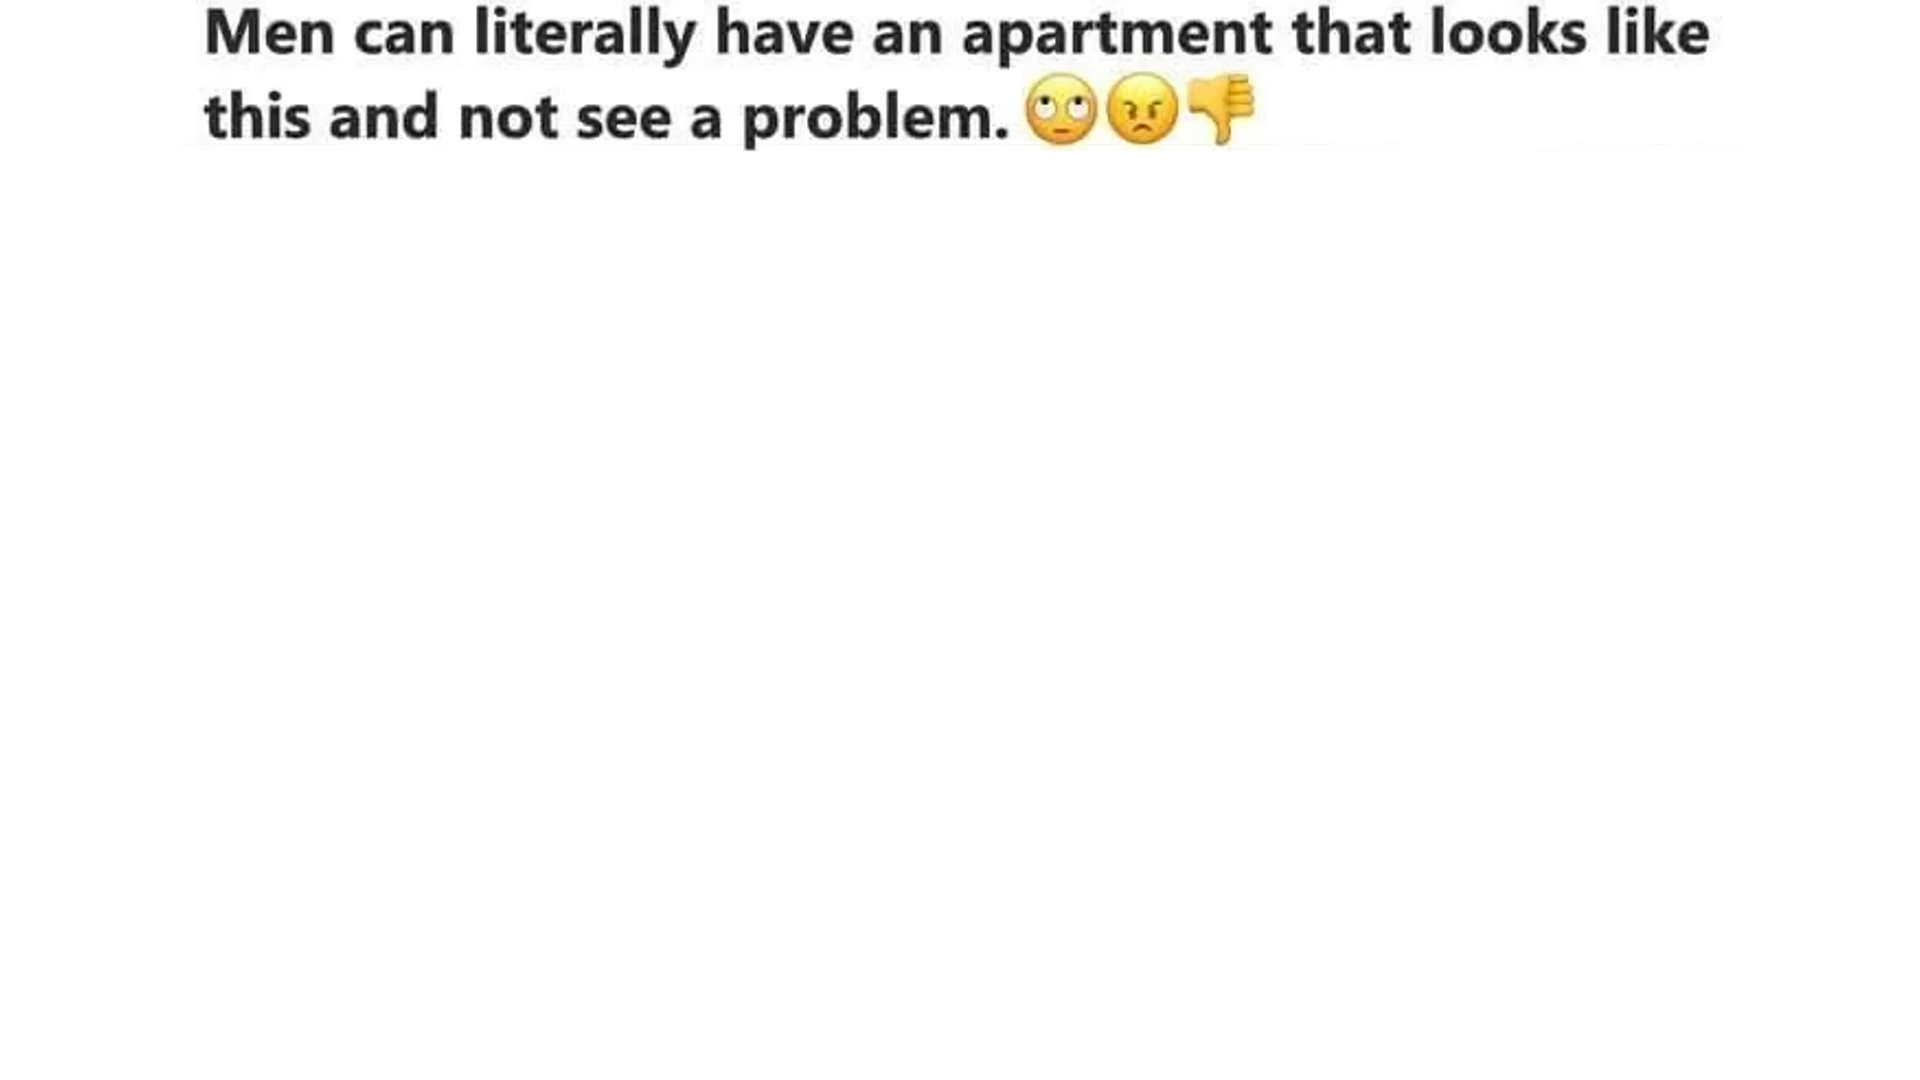 Men can literally have an apartment that looks like
this and not see a problem. 🙄😠👎